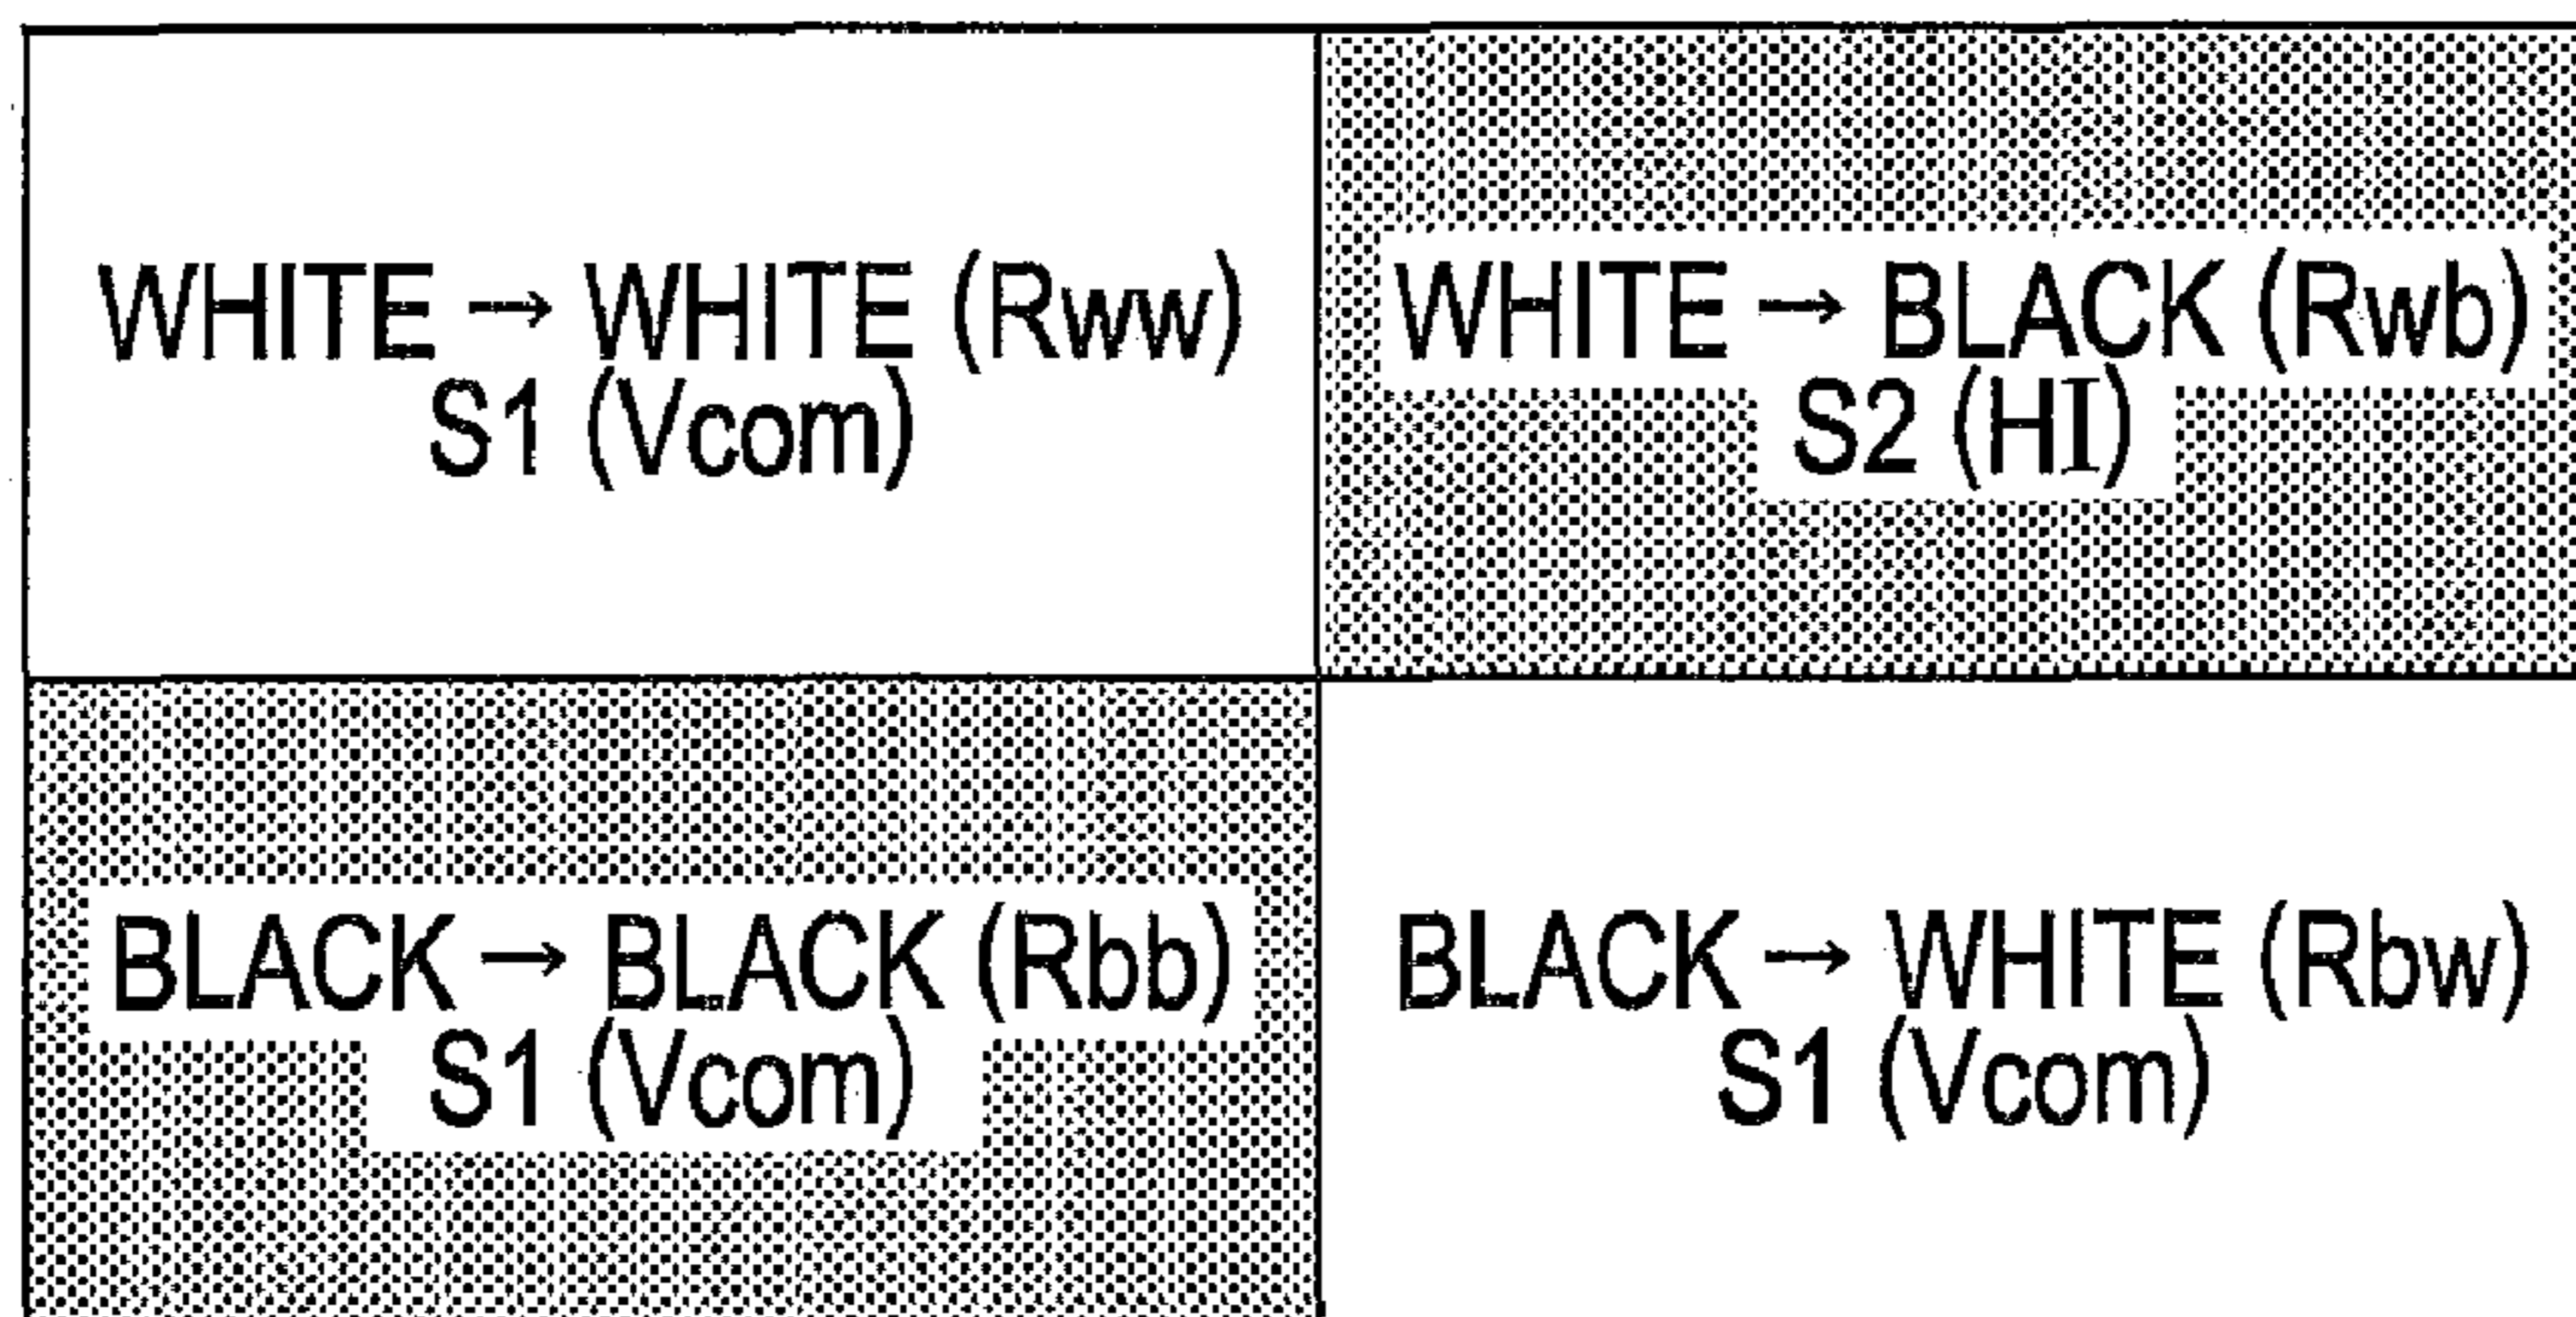 WHITE → WHITE (Rww)
S1 (Vcom)
WHITE → BLACK (Rwb)
S2 (HI)
BLACK → BLACK (Rbb)
S1 (Vcom)
BLACK → WHITE (Rbw)
S1 (Vcom)